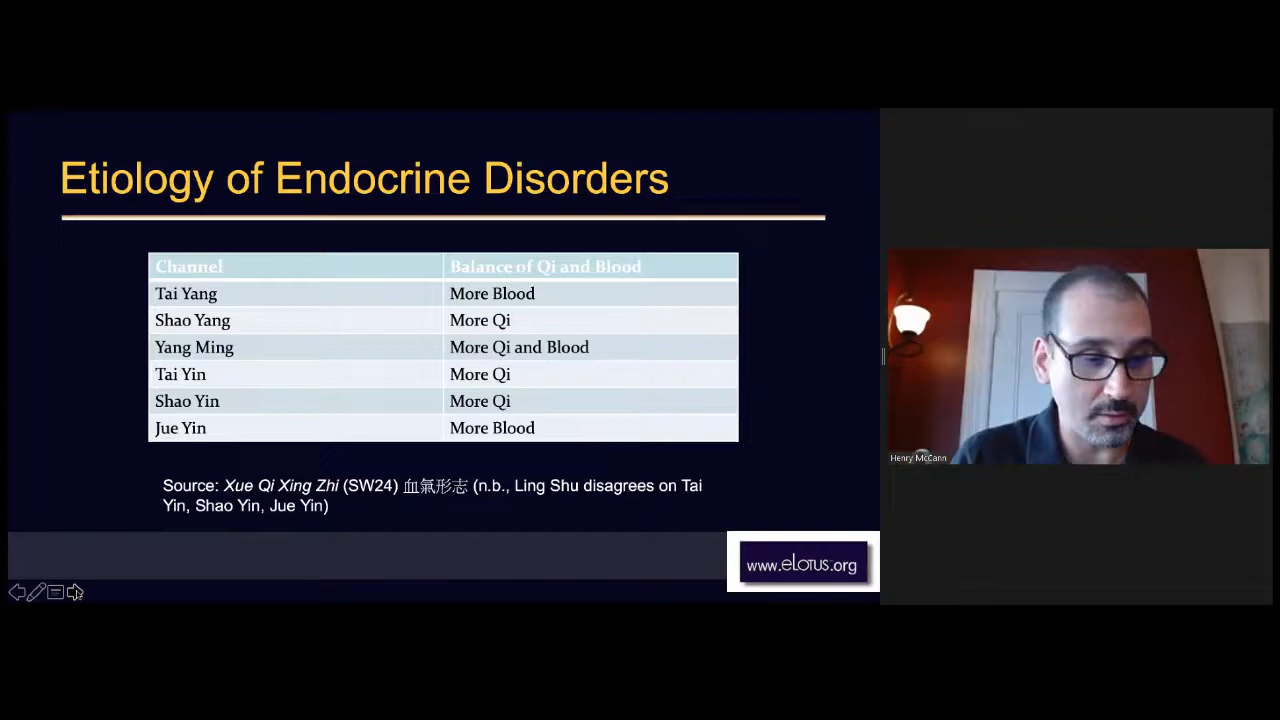 Etiology of Endocrine Disorders
Channel Balance of Qi and Blood
Tai Yang More Blood
Shao Yang More Qi
Yang Ming More Qi and Blood
Tai Yin More Qi
Shao Yin More Qi
Jue Yin More Blood
Source: Xue Qi Xing Zhi (SW24) 血氣形志 (n.b., Ling Shu disagrees on Tai
Yin, Shao Yin, Jue Yin)
www.eLOTUS.org
Henry McCann